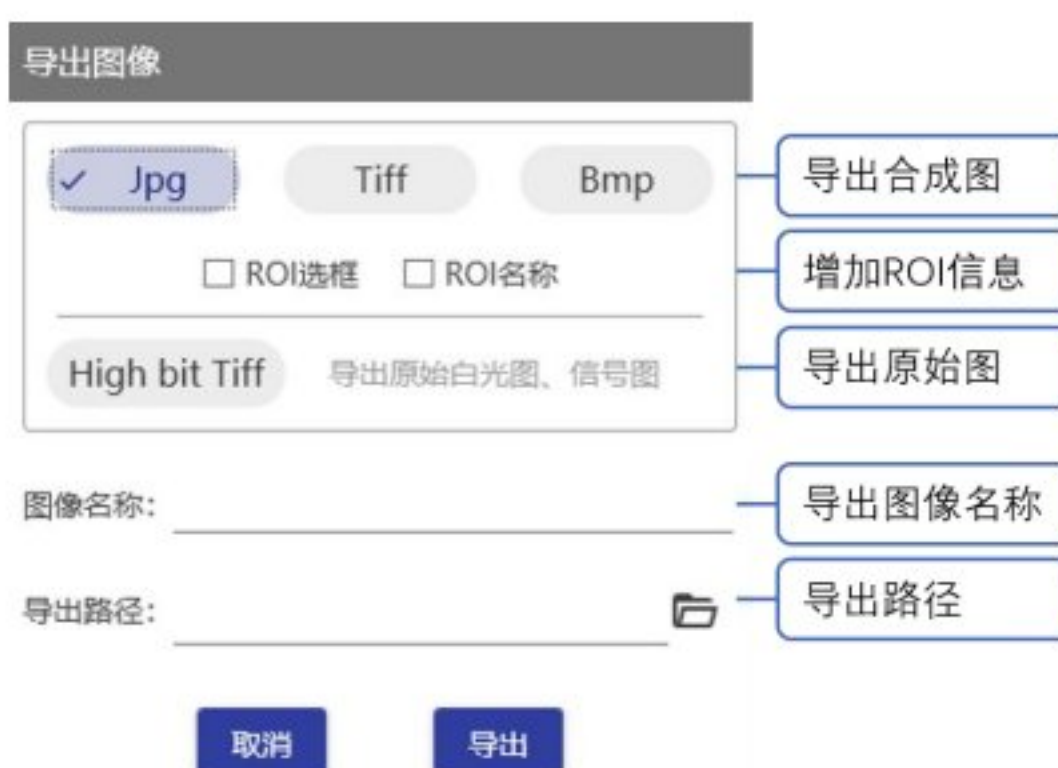 导出图像
Jpg Tiff Bmp
导出合成图
ROI选框 ROI名称
增加ROI信息
High bit Tiff 导出原始白光图、信号图
导出原始图
图像名称:
导出图像名称
导出路径:
导出路径
取消 导出